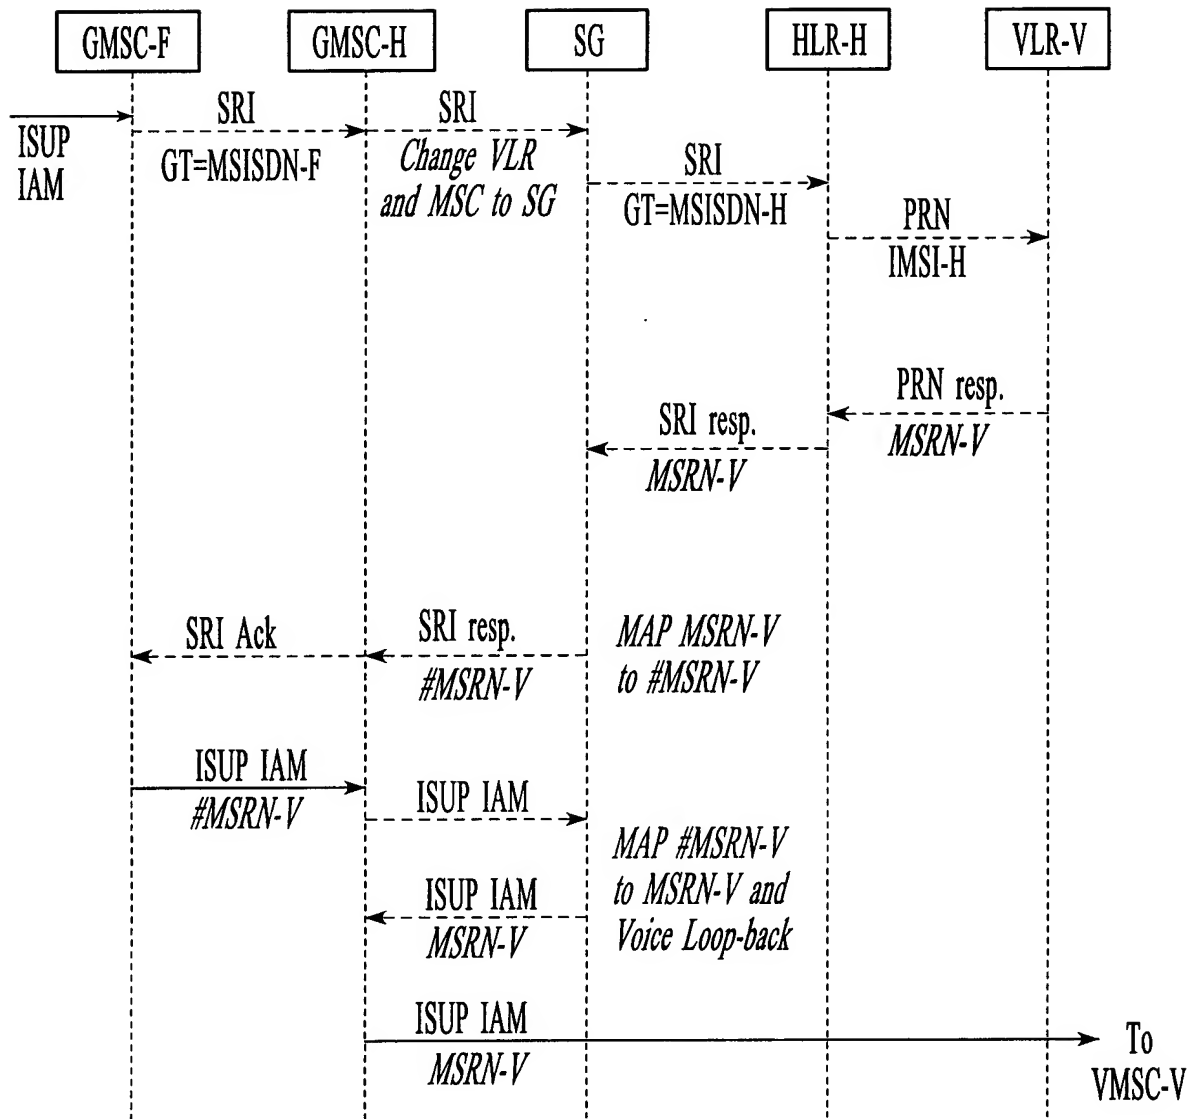 GMSC-F
GMSC-H
SG
HLR-H
VLR-V
ISUP
IAM
SRI
GT=MSISDN-F
SRI
Change VLR
and MSC to SG
SRI
GT=MSISDN-H
PRN
IMSI-H
PRN resp.
MSRN-V
SRI resp.
MSRN-V
SRI Ack
SRI resp.
#MSRN-V
MAP MSRN-V
to #MSRN-V
ISUP IAM
#MSRN-V
ISUP IAM
MAP #MSRN-V
to MSRN-V and
Voice Loop-back
ISUP IAM
MSRN-V
ISUP IAM
MSRN-V
To
VMSC-V